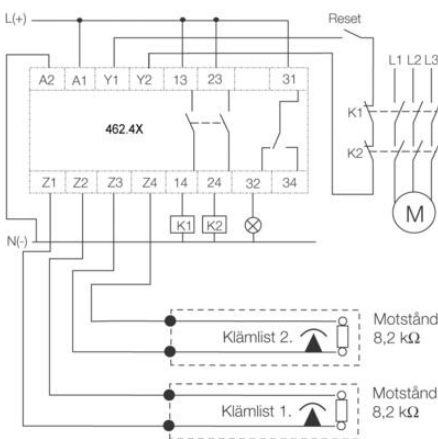 L(+)
Reset
A2 A1 Y1 Y2 13 23 31
L1 L2 L3
462.4X
K1
K2
Z1 Z2 Z3 Z4 14 24 32 34
K1 K2
M
N(-)
Klämlist 2.
Motstånd
8,2 kΩ
Klämlist 1.
Motstånd
8,2 kΩ